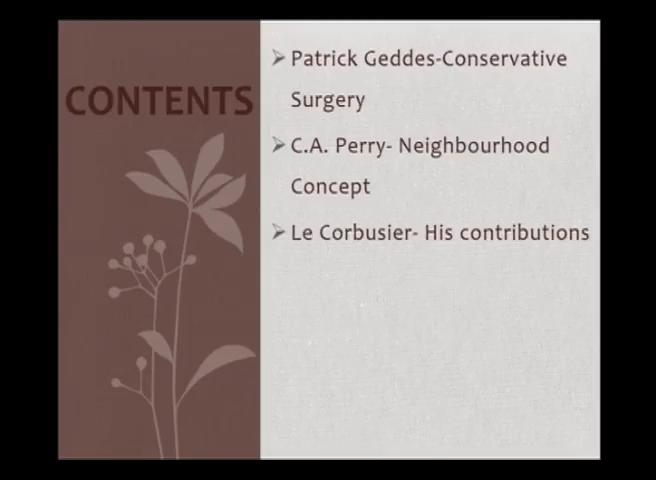 CONTENTS
Patrick Geddes-Conservative
Surgery
C.A. Perry- Neighbourhood
Concept
Le Corbusier- His contributions